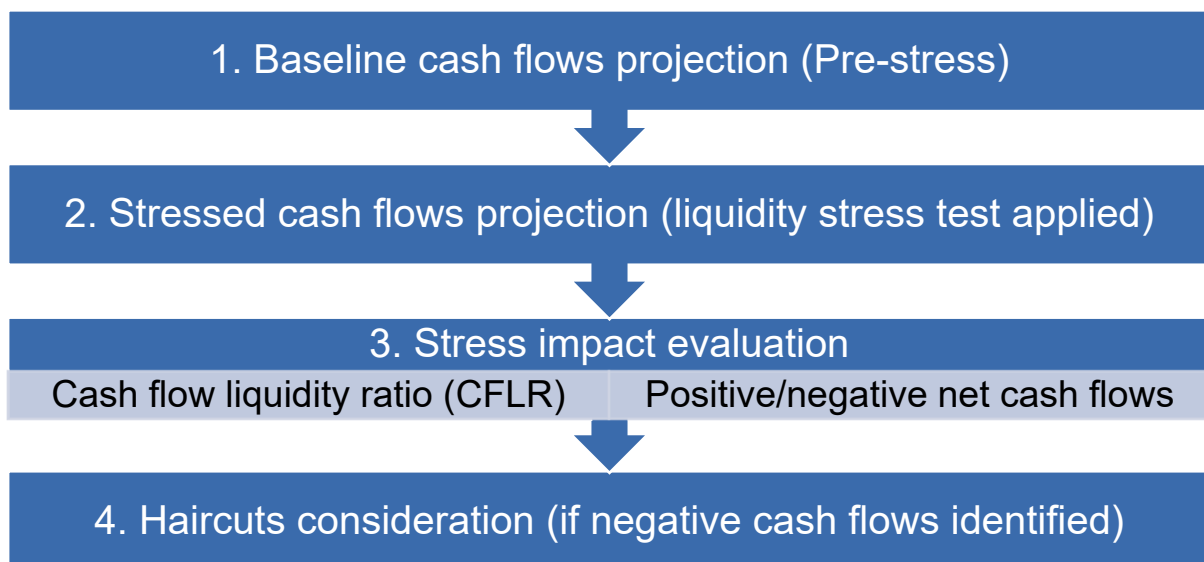 1. Baseline cash flows projection (Pre-stress)
2. Stressed cash flows projection (liquidity stress test applied)
3. Stress impact evaluation
Cash flow liquidity ratio (CFLR)
Positive/negative net cash flows
4. Haircuts consideration (if negative cash flows identified)